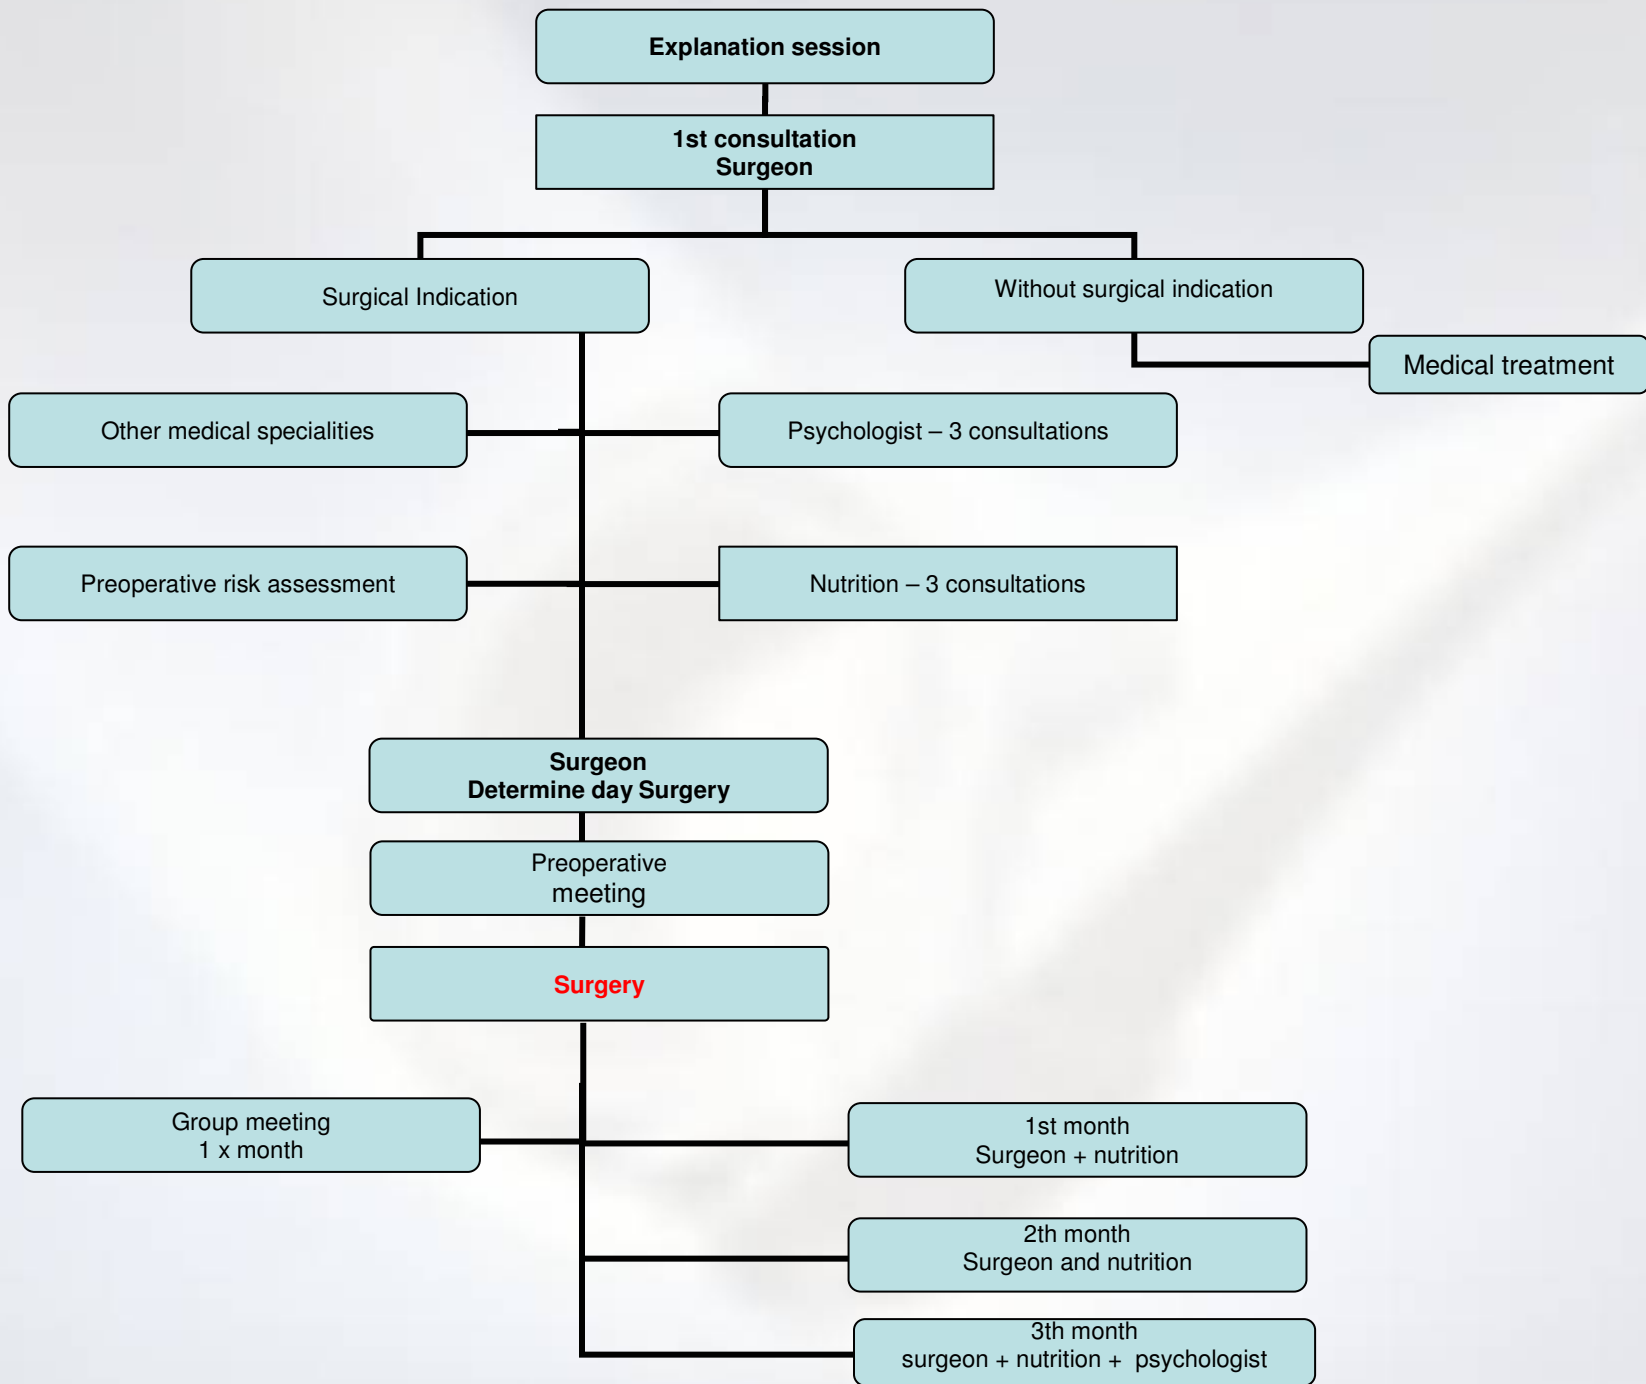 Explanation session
1st consultation
Surgeon
Surgical Indication
Without surgical indication
Medical treatment
Other medical specialities
Psychologist – 3 consultations
Preoperative risk assessment
Nutrition – 3 consultations
Surgeon
Determine day Surgery
Preoperative
meeting
Surgery
Group meeting
1 x month
1st month
Surgeon + nutrition
2th month
Surgeon and nutrition
3th month
surgeon + nutrition + psychologist